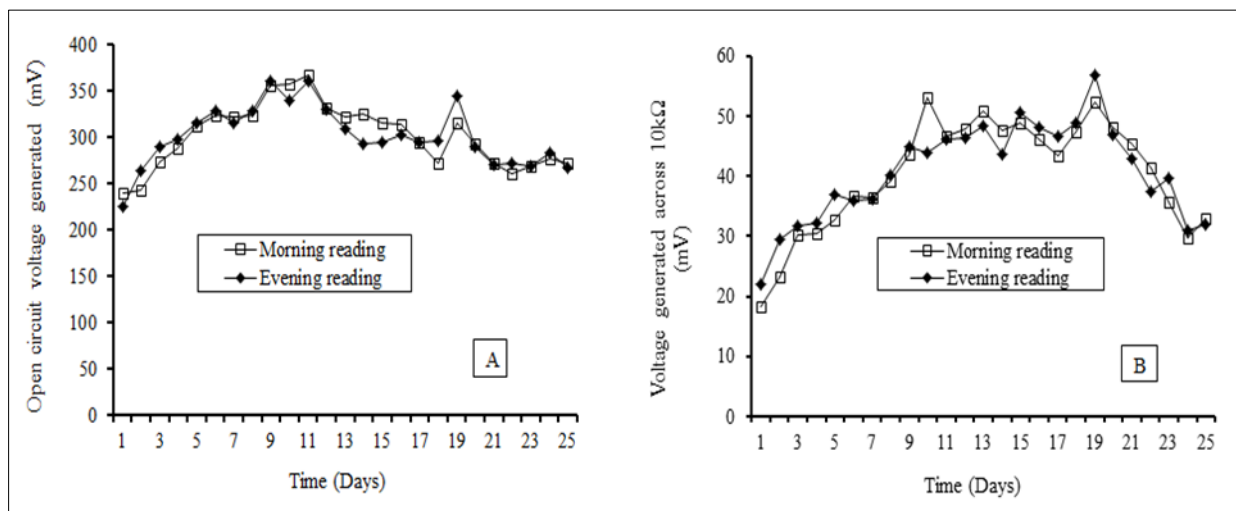 Open circuit voltage generated (mV)
400
350
300
250
200
150
100
50
0
Morning reading
Evening reading
A
1 3 5 7 9 11 13 15 17 19 21 23 25
Time (Days)
Voltage generated across 10kΩ
(mV)
60
50
40
30
20
10
0
Morning reading
Evening reading
B
1 3 5 7 9 11 13 15 17 19 21 23 25
Time (Days)